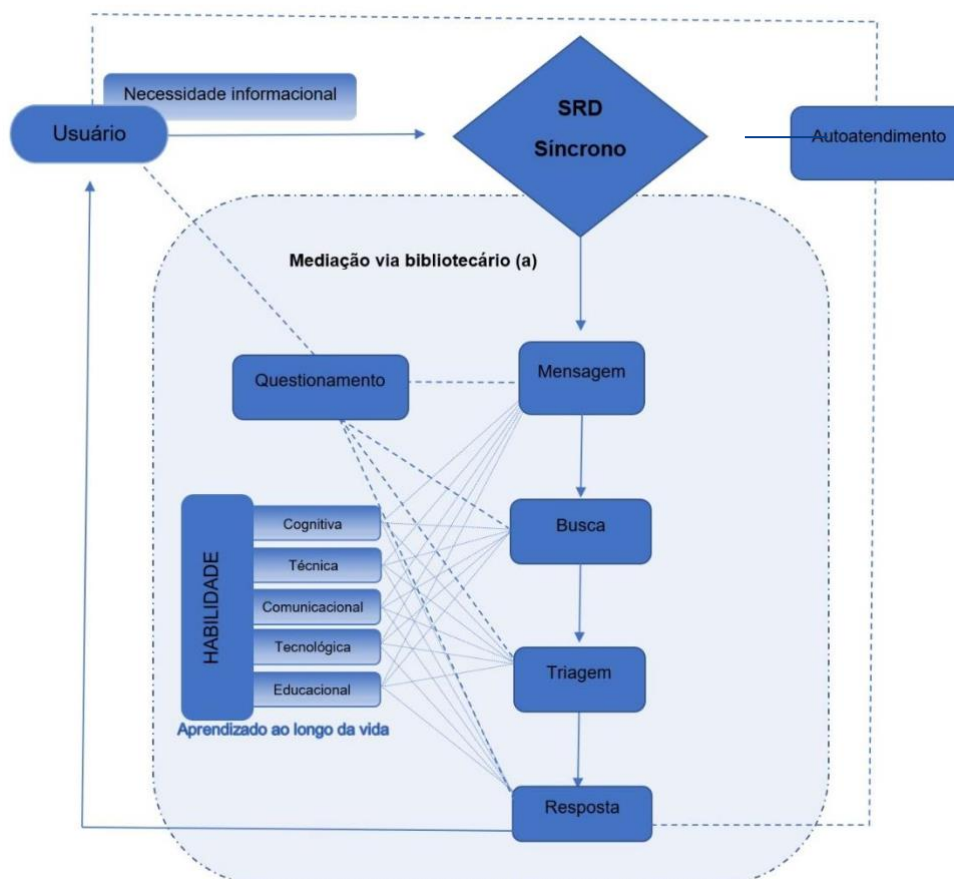 Necessidade informacional
Usuário
SRD
Síncrono
Autoatendimento
Mediação via bibliotecário (a)
Mensagem
Questionamento
Busca
HABILIDADE
Cognitiva
Técnica
Comunicacional
Tecnológica
Educacional
Triagem
Aprendizado ao longo da vida
Resposta